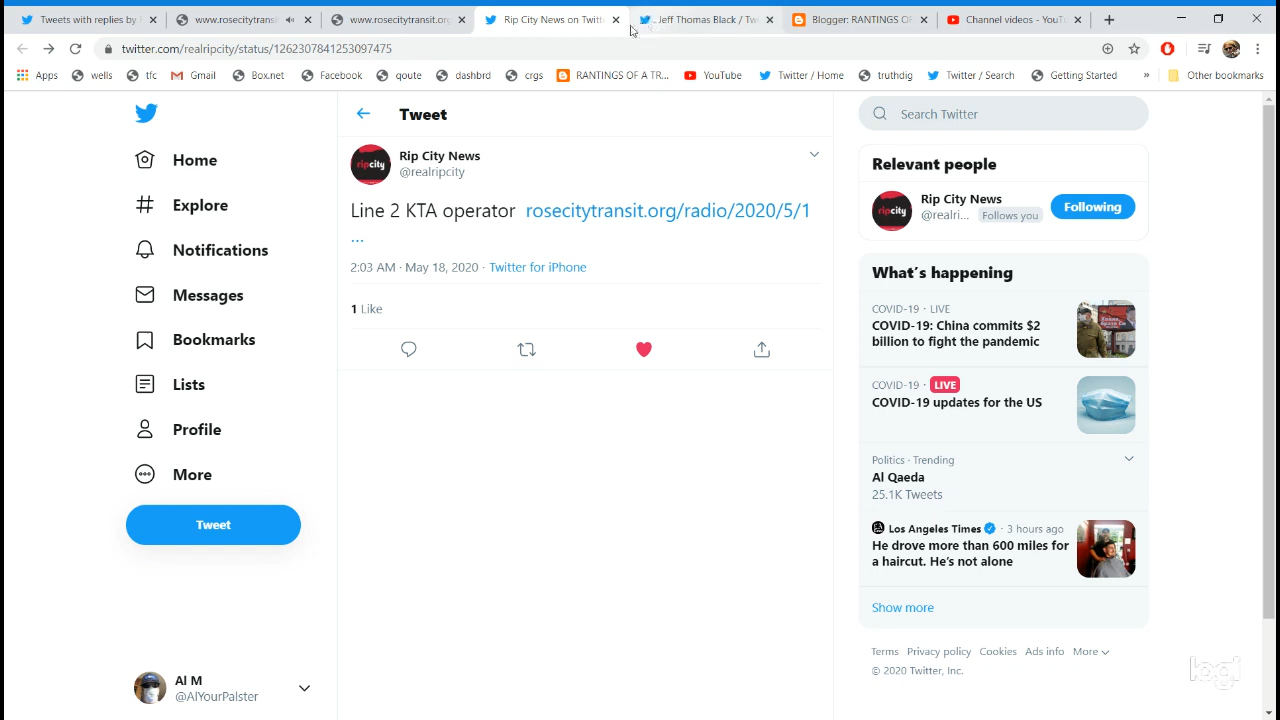 Tweets with replies by
www.rosecitytransi
www.rosecitytransit.org
Rip City News on Twitt
Jeff Thomas Black / Tw
Blogger: RANTINGS OF
Channel videos - YouTu
twitter.com/realripcity/status/1262307841253097475
Apps
wells
tfc
Gmail
Box.net
Facebook
qoute
dashbrd
crgs
RANTINGS OF A TR...
YouTube
Twitter / Home
truthdig
Twitter / Search
Getting Started
»
Other bookmarks
Home
Explore
Notifications
Messages
Bookmarks
Lists
Profile
More
Tweet
Al M
@AlYourPalster
Tweet
ripcity
Rip City News
@realripcity
Line 2 KTA operator rosecitytransit.org/radio/2020/5/1
...
2:03 AM · May 18, 2020 · Twitter for iPhone
1 Like
Search Twitter
Relevant people
ripcity
Rip City News
@realri...
Follows you
Following
What's happening
COVID-19 · LIVE
COVID-19: China commits $2
billion to fight the pandemic
COVID-19 · LIVE
COVID-19 updates for the US
Politics · Trending
Al Qaeda
25.1K Tweets
Los Angeles Times · 3 hours ago
He drove more than 600 miles for
a haircut. He's not alone
Show more
Terms Privacy policy Cookies Ads info More
© 2020 Twitter, Inc.
logi